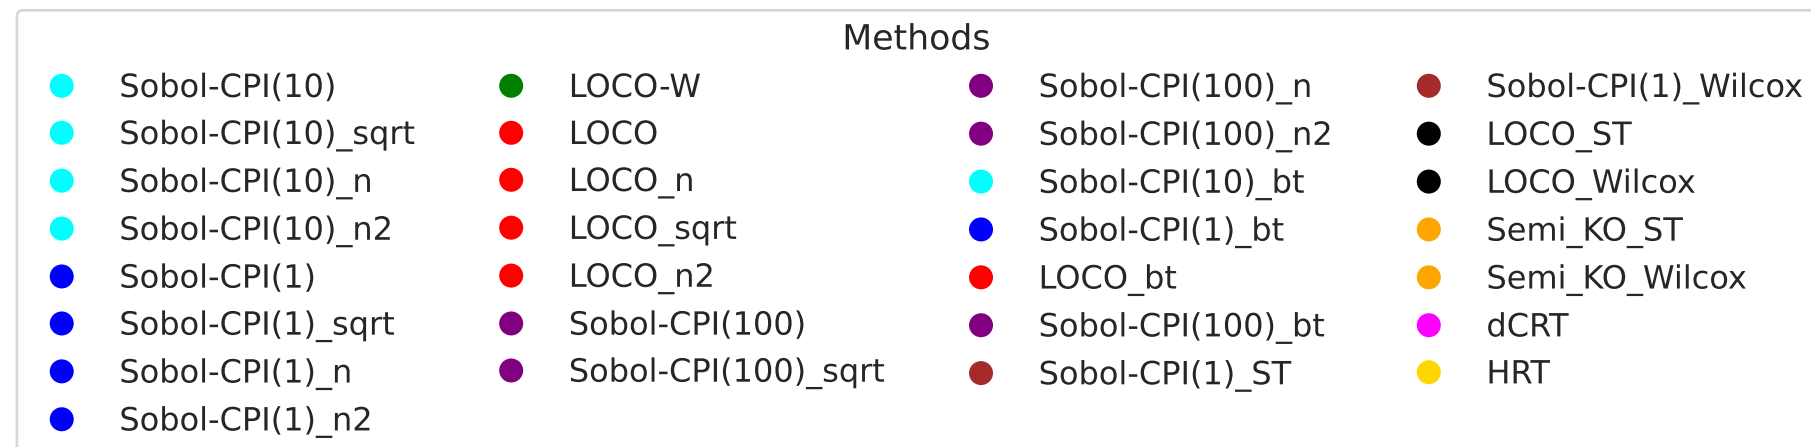 Methods
Sobol-CPI(10)
Sobol-CPI(10)_sqrt
Sobol-CPI(10)_n
Sobol-CPI(10)_n2
Sobol-CPI(1)
Sobol-CPI(1)_sqrt
Sobol-CPI(1)_n
Sobol-CPI(1)_n2
LOCO-W
LOCO
LOCO_n
LOCO_sqrt
LOCO_n2
Sobol-CPI(100)
Sobol-CPI(100)_sqrt
Sobol-CPI(100)_n
Sobol-CPI(100)_n2
Sobol-CPI(10)_bt
Sobol-CPI(1)_bt
LOCO_bt
Sobol-CPI(100)_bt
Sobol-CPI(1)_ST
Sobol-CPI(1)_Wilcox
LOCO_ST
LOCO_Wilcox
Semi_KO_ST
Semi_KO_Wilcox
dCRT
HRT